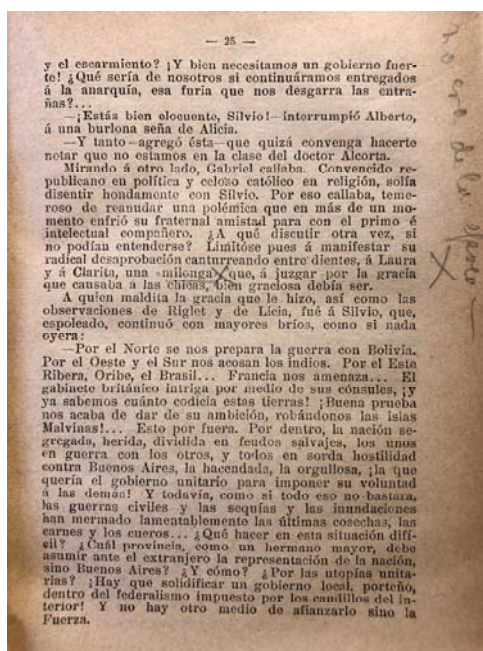 — 25 —
y el escarmiento? ¡Y bien necesitamos un gobierno fuer-
te! ¿Qué sería de nosotros si continuáramos entregados
á la anarquía, esa furia que nos desgarra las entra-
ñas?...
—¡Estás bien elocuente, Silvio!—interrumpió Alberto,
á una burlona seña de Alicia.
—Y tanto—agregó ésta—que quizá convenga hacerte
notar que no estamos en la clase del doctor Alcorta.
Mirando á otro lado, Gabriel callaba. Convencido re-
publicano en política y celoso católico en religión, solía
disentir hondamente con Silvio. Por eso callaba, teme-
roso de reanudar una polémica que en más de un mo-
mento enfrió su fraternal amistad para con el primo é
intelectual compañero. ¿A qué discutir otra vez, si
no podían entenderse? Limitóse pues á manifestar su
radical desaprobación canturreando entre dientes, á Laura
y á Clarita, una «milonga» que, á juzgar por la gracia
que causaba á las chicas, bien graciosa debía ser.
A quien maldita la gracia que le hizo, así como las
observaciones de Riglet y de Licia, fué á Silvio, que,
espoleado, continuó con mayores bríos, como si nada
oyera:
—Por el Norte se nos prepara la guerra con Bolivia.
Por el Oeste y el Sur nos acosan los indios. Por el Este
Ribera, Oribe, el Brasil... Francia nos amenaza... El
gabinete británico intriga por medio de sus cónsules, ¡y
ya sabemos cuánto codicia estas tierras! ¡Buena prueba
nos acaba de dar de su ambición, robándonos las islas
Malvinas!... Esto por fuera. Por dentro, la nación se-
gregada, herida, dividida en feudos salvajes, los unos
en guerra con los otros, y todos en sorda hostilidad
contra Buenos Aires, la hacendada, la orgullosa, ¡la que
quería el gobierno unitario para imponer su voluntad
á las demás! Y todavía, como si todo eso no bastara,
las guerras civiles y las sequías y las inundaciones
han mermado lamentablemente las últimas cosechas, las
carnes y los cueros... ¿Qué hacer en esta situación difí-
cil? ¿Cuál provincia, como un hermano mayor, debe
asumir ante el extranjero la representación de la nación,
sino Buenos Aires? ¿Y cómo? ¿Por las utopías unita-
rias? ¡Hay que solidificar un gobierno local, porteño,
dentro del federalismo impuesto por los caudillos del in-
terior! Y no hay otro medio de afianzarlo sino la
Fuerza.
no era de la época
X